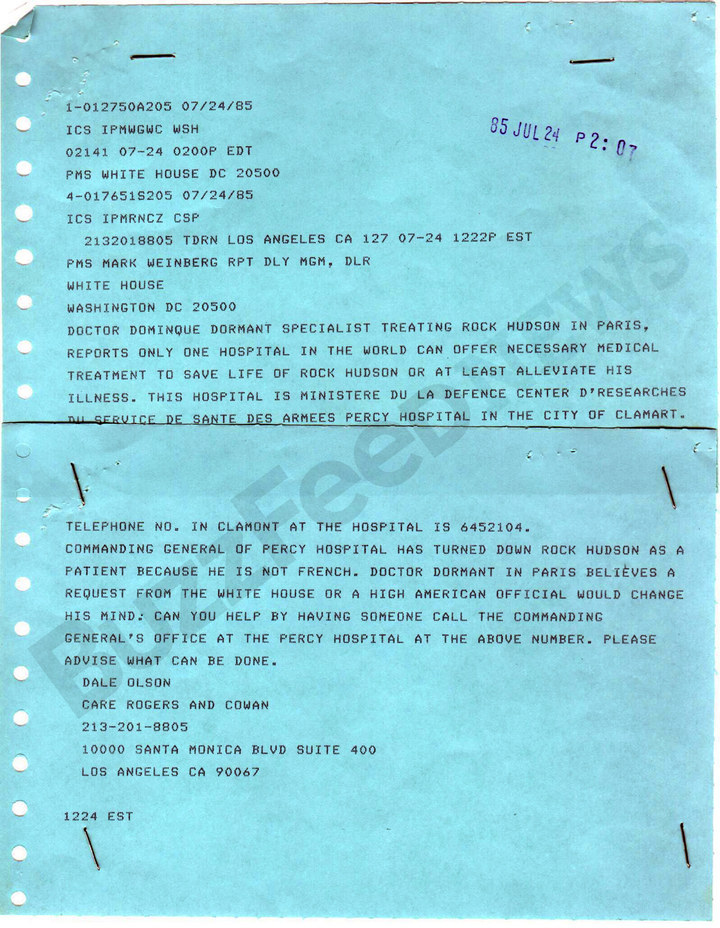 1-012750A205 07/24/85
ICS IPMWGWC WSH
02141 07-24 0200P EDT
PMS WHITE HOUSE DC 20500
4-017651S205 07/24/85
ICS IPMRNCZ CSP
2132018805 TDRN LOS ANGELES CA 127 07-24 1222P EST
PMS MARK WEINBERG RPT DLY MGM, DLR
WHITE HOUSE
WASHINGTON DC 20500
85 JUL 24 P 2: 07
DOCTOR DOMINQUE DORMANT SPECIALIST TREATING ROCK HUDSON IN PARIS,
REPORTS ONLY ONE HOSPITAL IN THE WORLD CAN OFFER NECESSARY MEDICAL
TREATMENT TO SAVE LIFE OF ROCK HUDSON OR AT LEAST ALLEVIATE HIS
ILLNESS. THIS HOSPITAL IS MINISTERE DU LA DEFENCE CENTER D'RESEARCHES
DU SERVICE DE SANTE DES ARMEES PERCY HOSPITAL IN THE CITY OF CLAMART.
TELEPHONE NO. IN CLAMONT AT THE HOSPITAL IS 6452104.
COMMANDING GENERAL OF PERCY HOSPITAL HAS TURNED DOWN ROCK HUDSON AS A
PATIENT BECAUSE HE IS NOT FRENCH. DOCTOR DORMANT IN PARIS BELIEVES A
REQUEST FROM THE WHITE HOUSE OR A HIGH AMERICAN OFFICIAL WOULD CHANGE
HIS MIND. CAN YOU HELP BY HAVING SOMEONE CALL THE COMMANDING
GENERAL'S OFFICE AT THE PERCY HOSPITAL AT THE ABOVE NUMBER. PLEASE
ADVISE WHAT CAN BE DONE.
DALE OLSON
CARE ROGERS AND COWAN
213-201-8805
10000 SANTA MONICA BLVD SUITE 400
LOS ANGELES CA 90067
1224 EST
BuzzFeed News